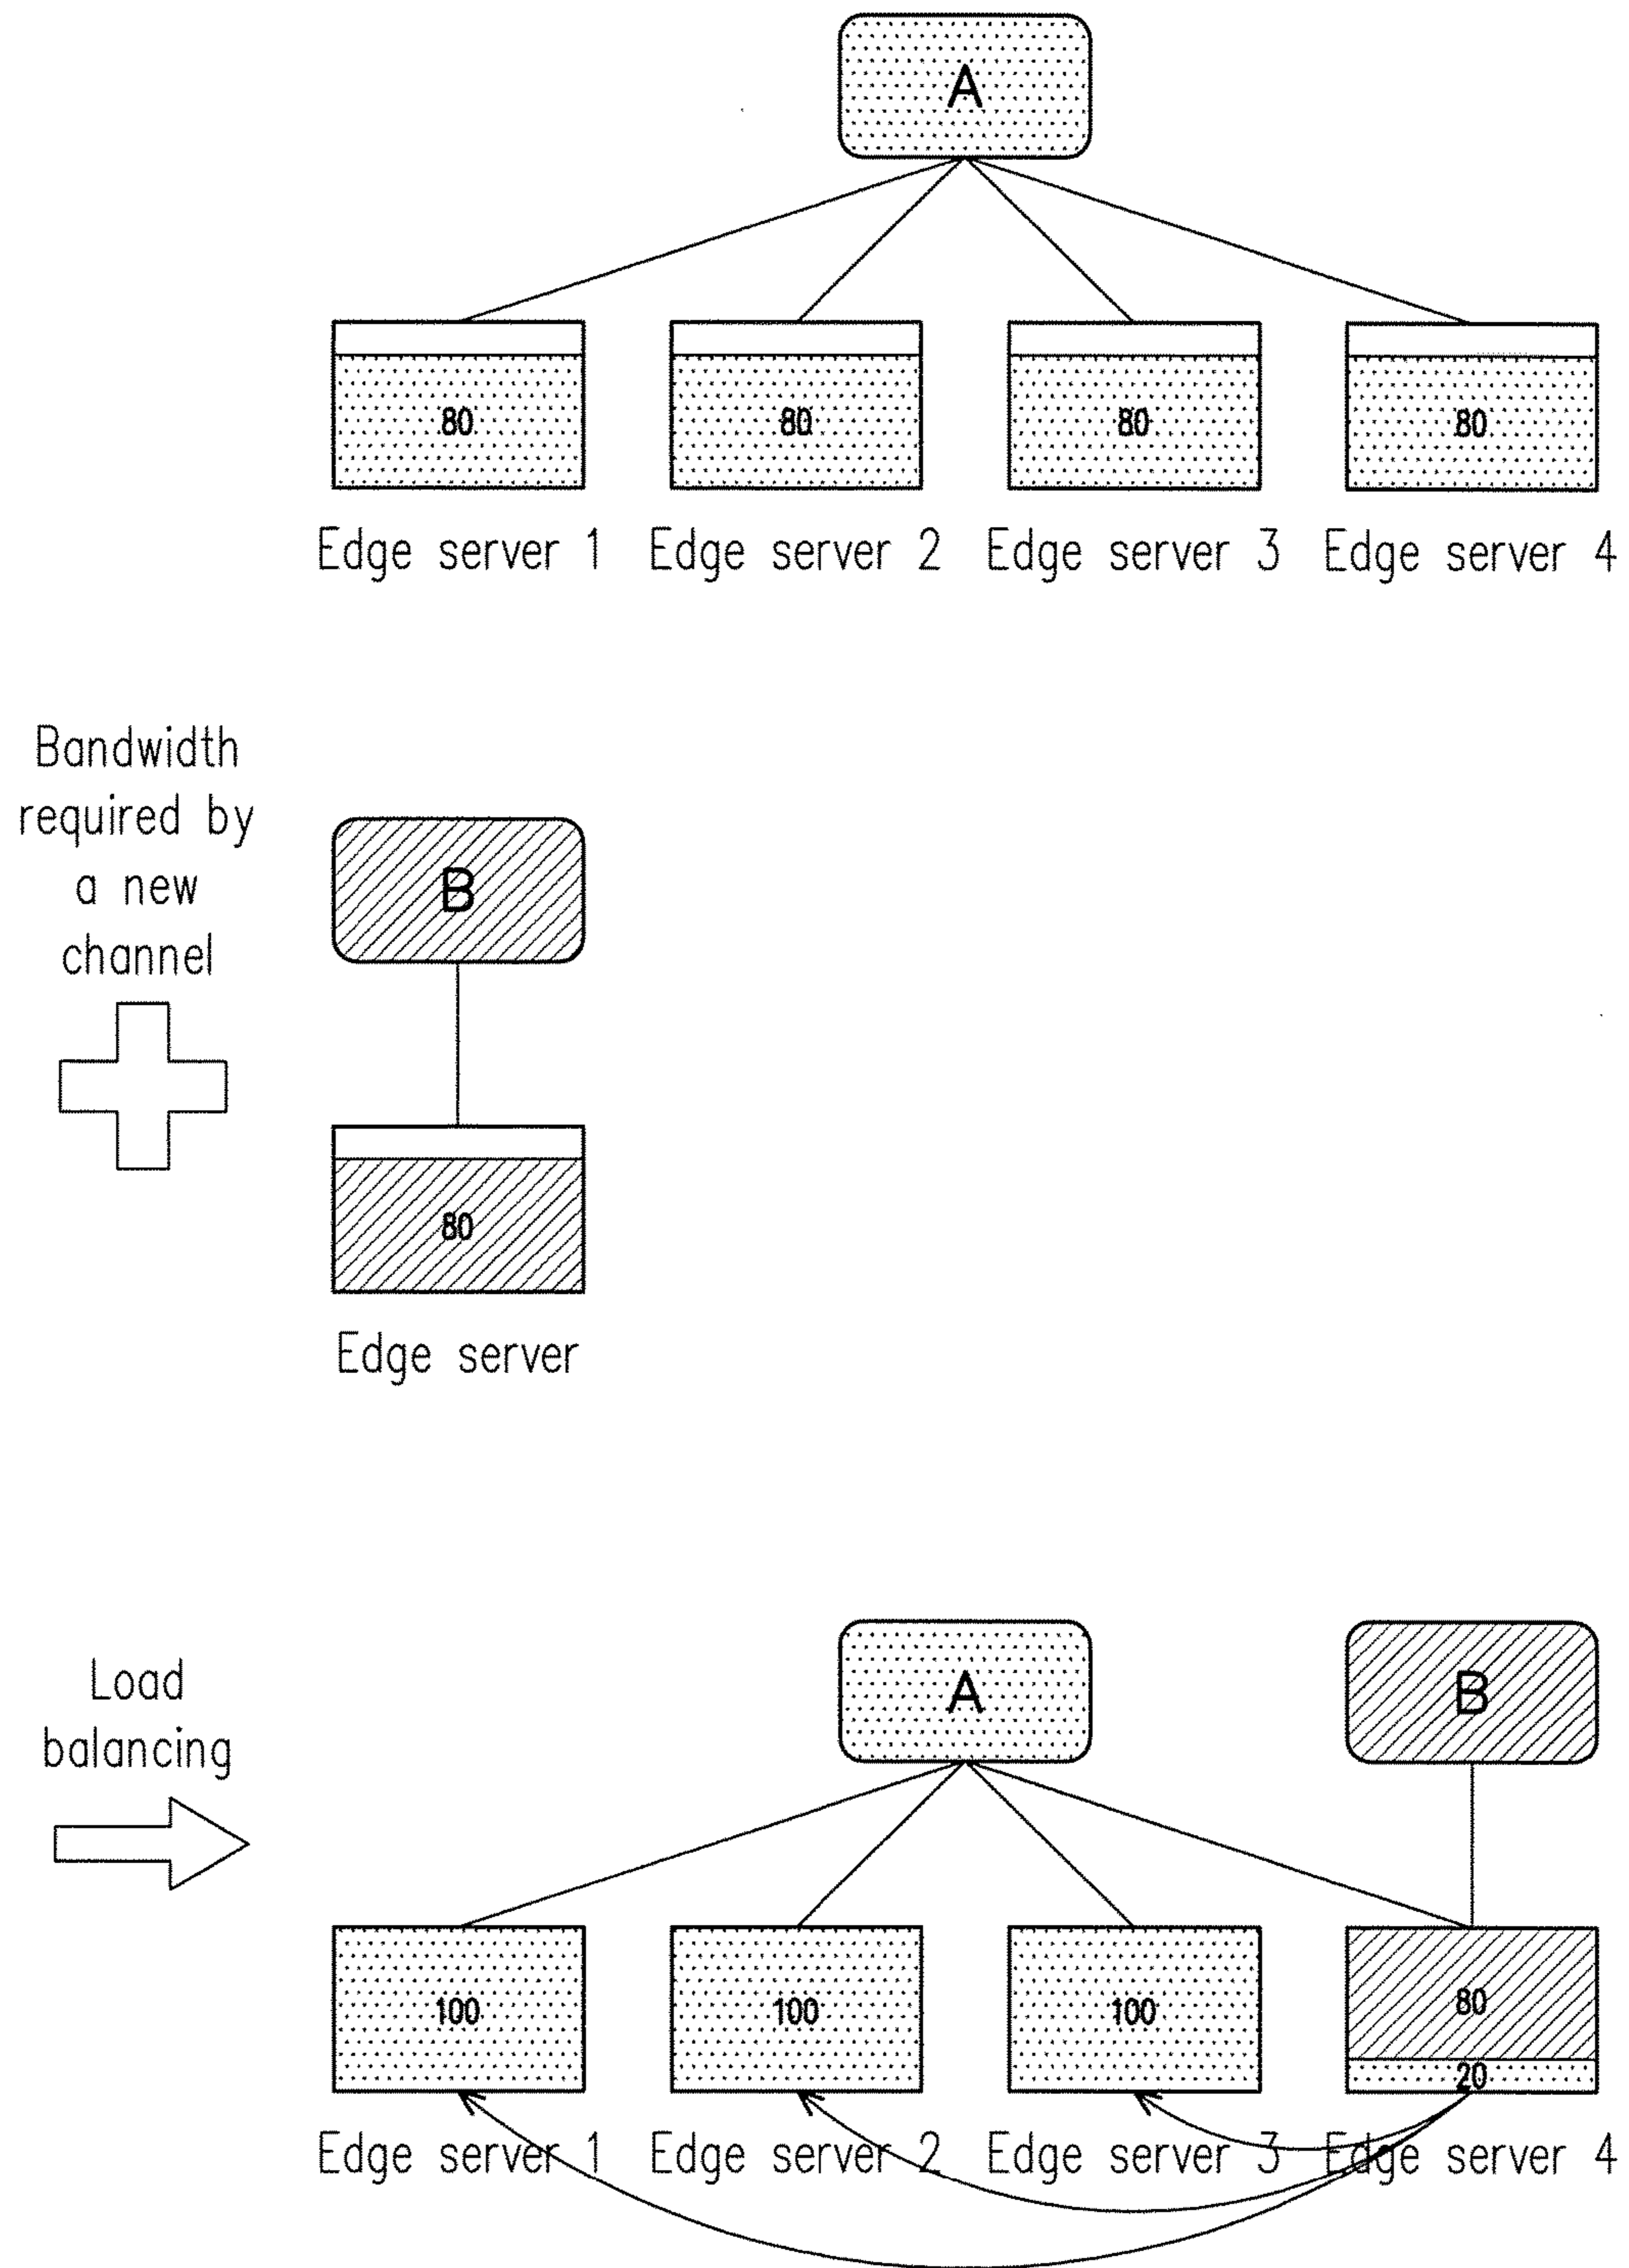 A
80 80 80 80
Edge server 1 Edge server 2 Edge server 3 Edge server 4
Bandwidth
required by
a new
channel
B
80
Edge server
Load
balancing
A B
100 100 100 80
20
Edge server 1 Edge server 2 Edge server 3 Edge server 4